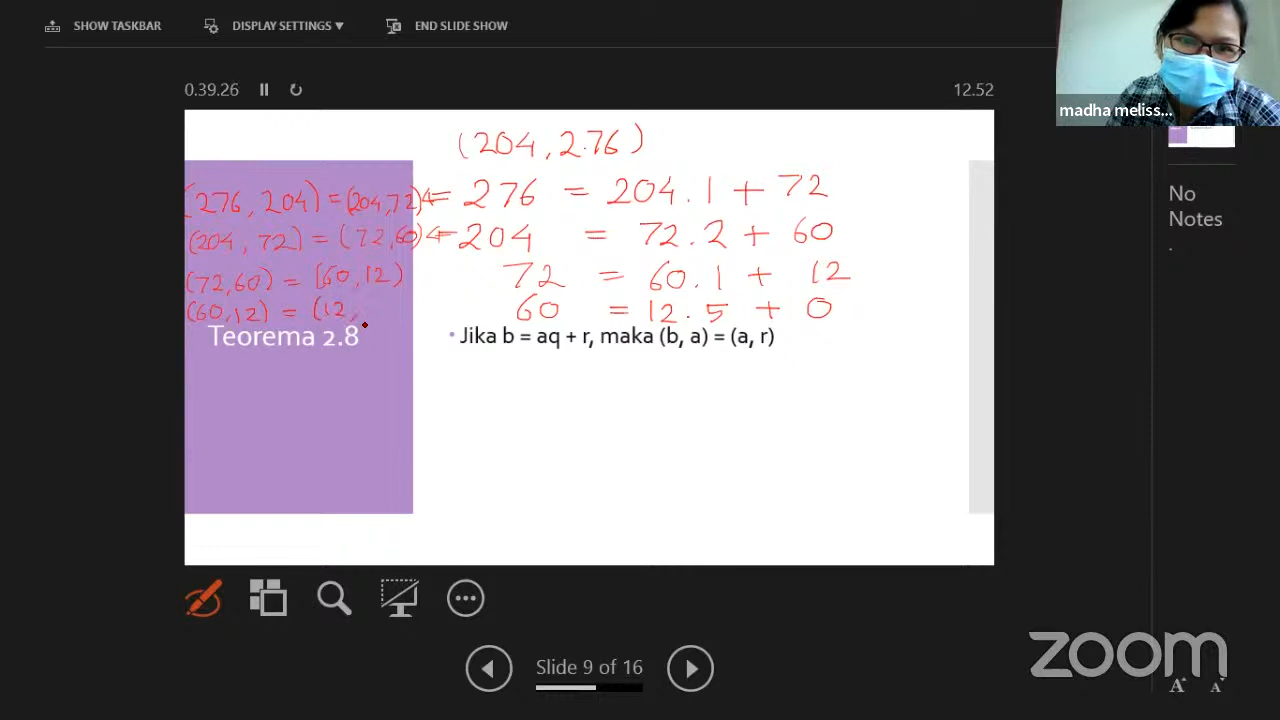 SHOW TASKBAR DISPLAY SETTINGS ▼ END SLIDE SHOW
madha meliss...
0.39.26 12.52
(204, 276)
(276, 204) = (204,72) ⇐ 276 = 204.1 + 72
(204, 72) = (72,60) ⇐ 204 = 72.2 + 60
(72,60) = (60,12) 72 = 60.1 + 12
(60,12) = (12, 60 = 12.5 + 0
Teorema 2.8
• Jika b = aq + r, maka (b, a) = (a, r)
No
Notes
.
Slide 9 of 16
zoom
A A